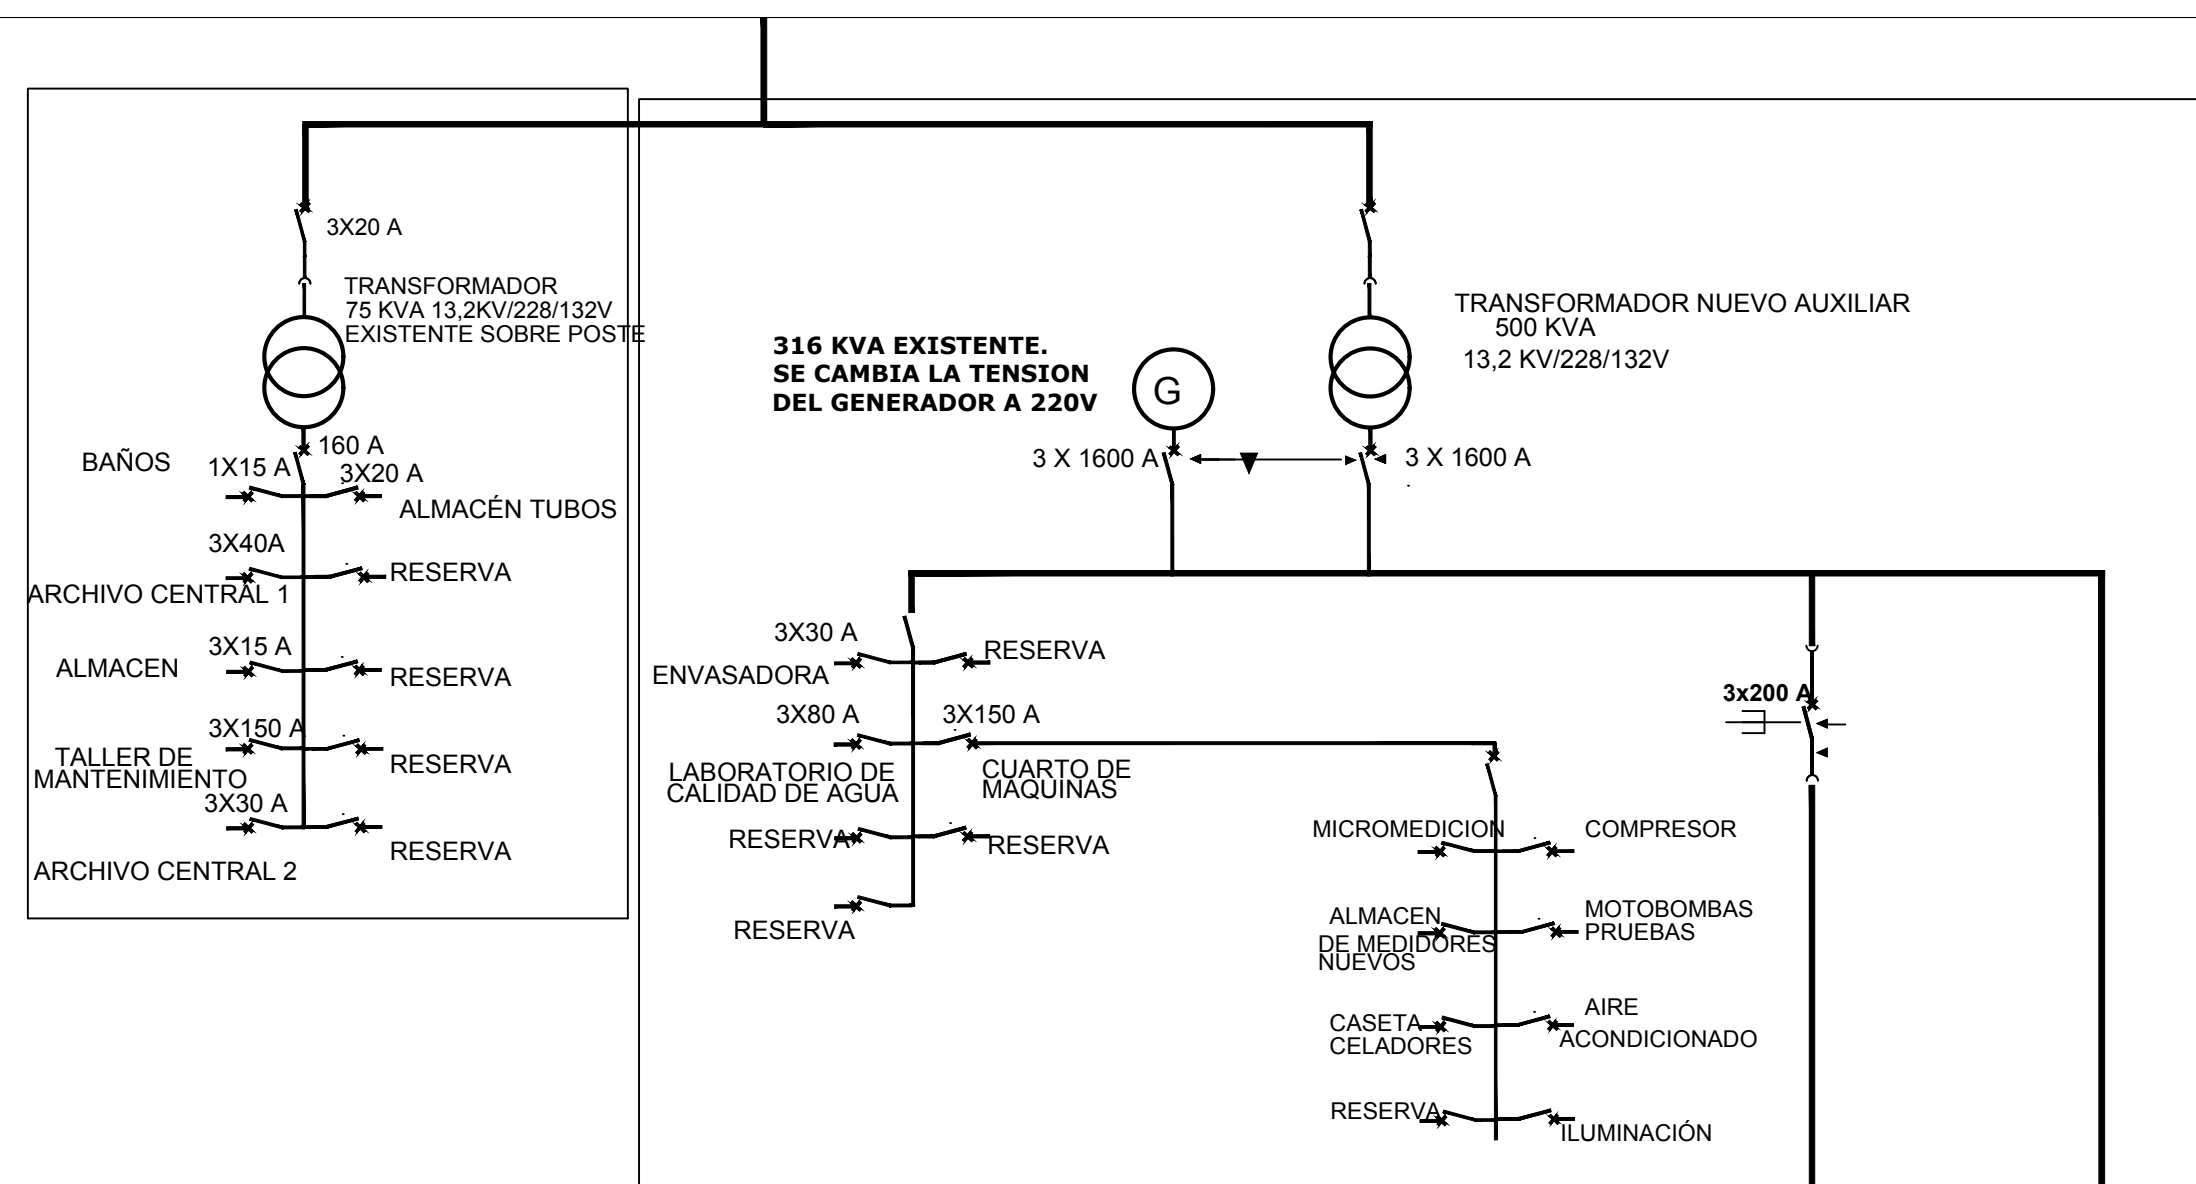 3X20 A
TRANSFORMADOR
75 KVA 13,2KV/228/132V
EXISTENTE SOBRE POSTE
160 A
BAÑOS
1X15 A
3X20 A
ALMACÉN TUBOS
3X40A
RESERVA
ARCHIVO CENTRAL 1
3X15 A
ALMACEN
RESERVA
3X150 A
TALLER DE
MANTENIMIENTO
RESERVA
3X30 A
RESERVA
ARCHIVO CENTRAL 2
316 KVA EXISTENTE.
SE CAMBIA LA TENSION
DEL GENERADOR A 220V
G
TRANSFORMADOR NUEVO AUXILIAR
500 KVA
13,2 KV/228/132V
3 X 1600 A
3 X 1600 A
3X30 A
RESERVA
ENVASADORA
3X80 A
3X150 A
LABORATORIO DE
CALIDAD DE AGUA
CUARTO DE
MAQUINAS
RESERVA
RESERVA
RESERVA
3x200 A
MICROMEDICION
COMPRESOR
ALMACEN
DE MEDIDORES
NUEVOS
MOTOBOMBAS
PRUEBAS
CASETA
CELADORES
AIRE
ACONDICIONADO
RESERVA
ILUMINACIÓN